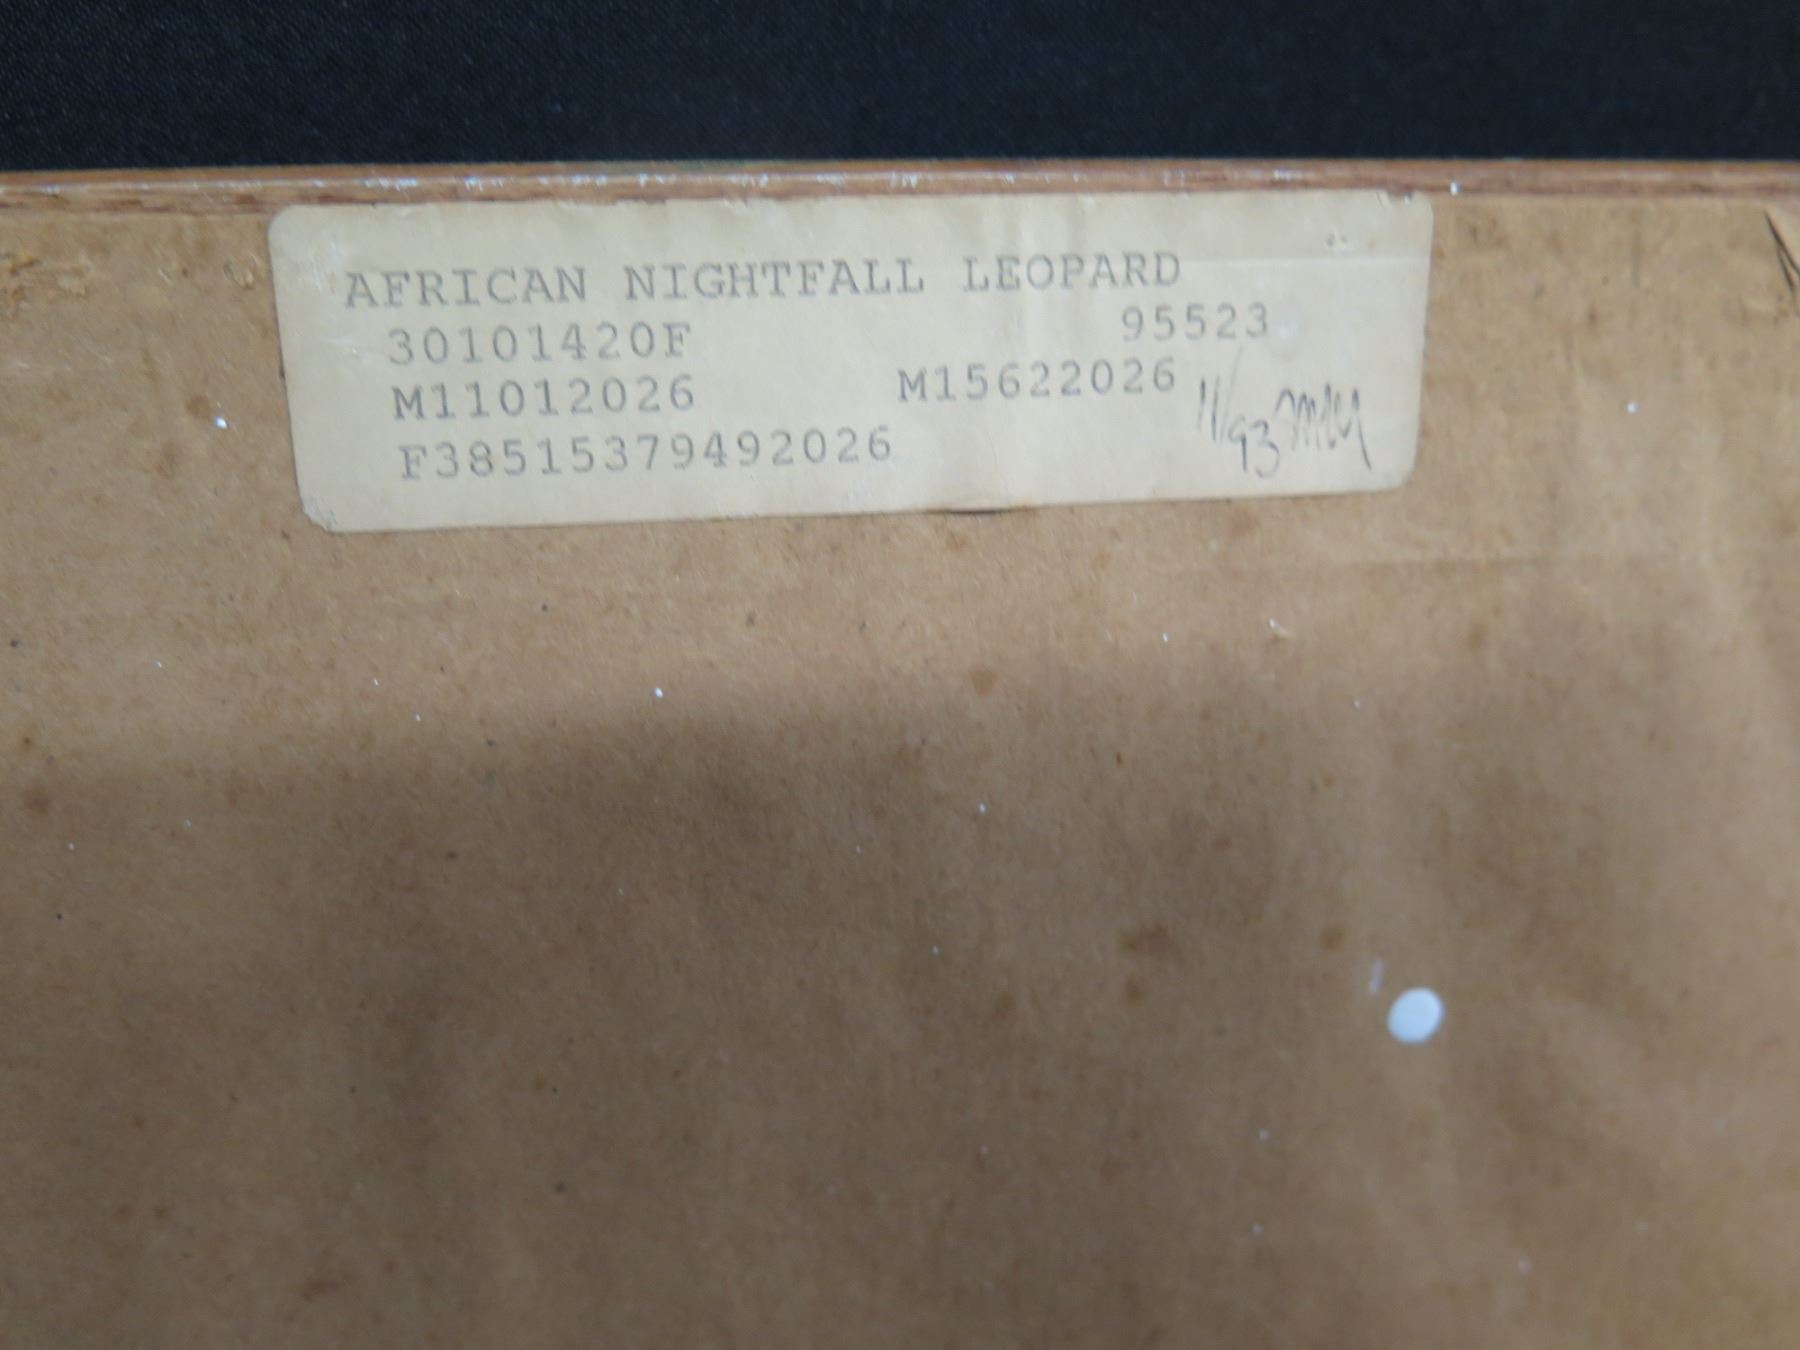 AFRICAN NIGHTFALL LEOPARD
30101420F 95523
M11012026 M15622026 11/93
F38515379492026